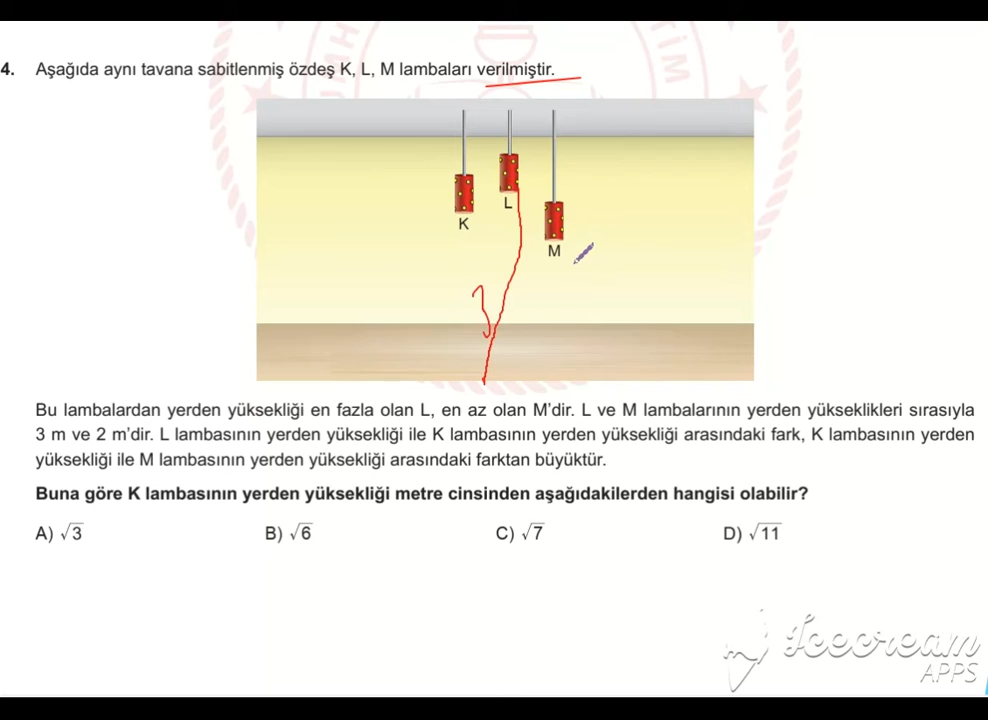 4. Aşağıda aynı tavana sabitlenmiş özdeş K, L, M lambaları verilmiştir.
L
K
M
3
Bu lambalardan yerden yüksekliği en fazla olan L, en az olan M’dir. L ve M lambalarının yerden yükseklikleri sırasıyla
3 m ve 2 m’dir. L lambasının yerden yüksekliği ile K lambasının yerden yüksekliği arasındaki fark, K lambasının yerden
yüksekliği ile M lambasının yerden yüksekliği arasındaki farktan büyüktür.
Buna göre K lambasının yerden yüksekliği metre cinsinden aşağıdakilerden hangisi olabilir?
A) √3 B) √6 C) √7 D) √11
Icecream
APPS